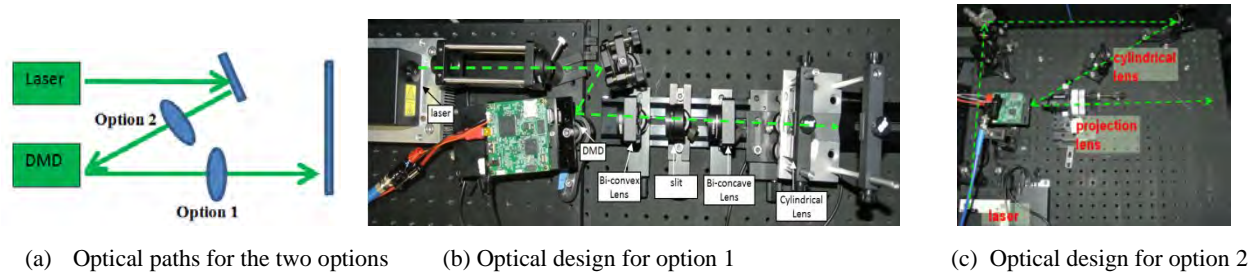 Laser
Option 2
DMD
Option 1
laser
DMD
Bi-convex
Lens
slit
Bi-concave
Lens
Cylindrical
Lens
cylindrical
lens
projection
lens
laser
(a) Optical paths for the two options
(b) Optical design for option 1
(c) Optical design for option 2